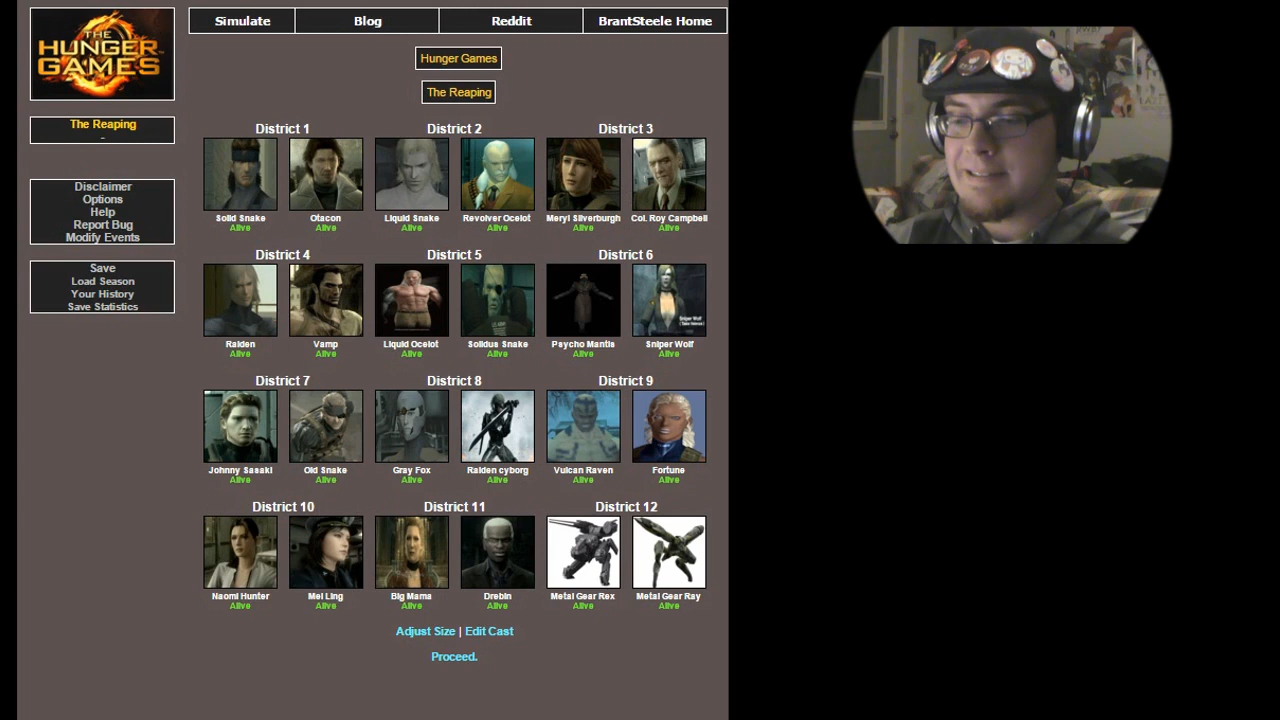 THE
HUNGER
GAMES
Simulate
Blog
Reddit
BrantSteele Home
Hunger Games
The Reaping
The Reaping
-
Disclaimer
Options
Help
Report Bug
Modify Events
Save
Load Season
Your History
Save Statistics
District 1
District 2
District 3
Solid Snake
Otacon
Liquid Snake
Revolver Ocelot
Meryl Silverburgh
Col. Roy Campbell
Alive
Alive
Alive
Alive
Alive
Alive
District 4
District 5
District 6
Raiden
Vamp
Liquid Ocelot
Solidus Snake
Psycho Mantis
Sniper Wolf
Alive
Alive
Alive
Alive
Alive
Alive
District 7
District 8
District 9
Johnny Sasaki
Old Snake
Gray Fox
Raiden cyborg
Vulcan Raven
Fortune
Alive
Alive
Alive
Alive
Alive
Alive
District 10
District 11
District 12
Naomi Hunter
Mei Ling
Big Mama
Drebin
Metal Gear Rex
Metal Gear Ray
Alive
Alive
Alive
Alive
Alive
Alive
Adjust Size | Edit Cast
Proceed.